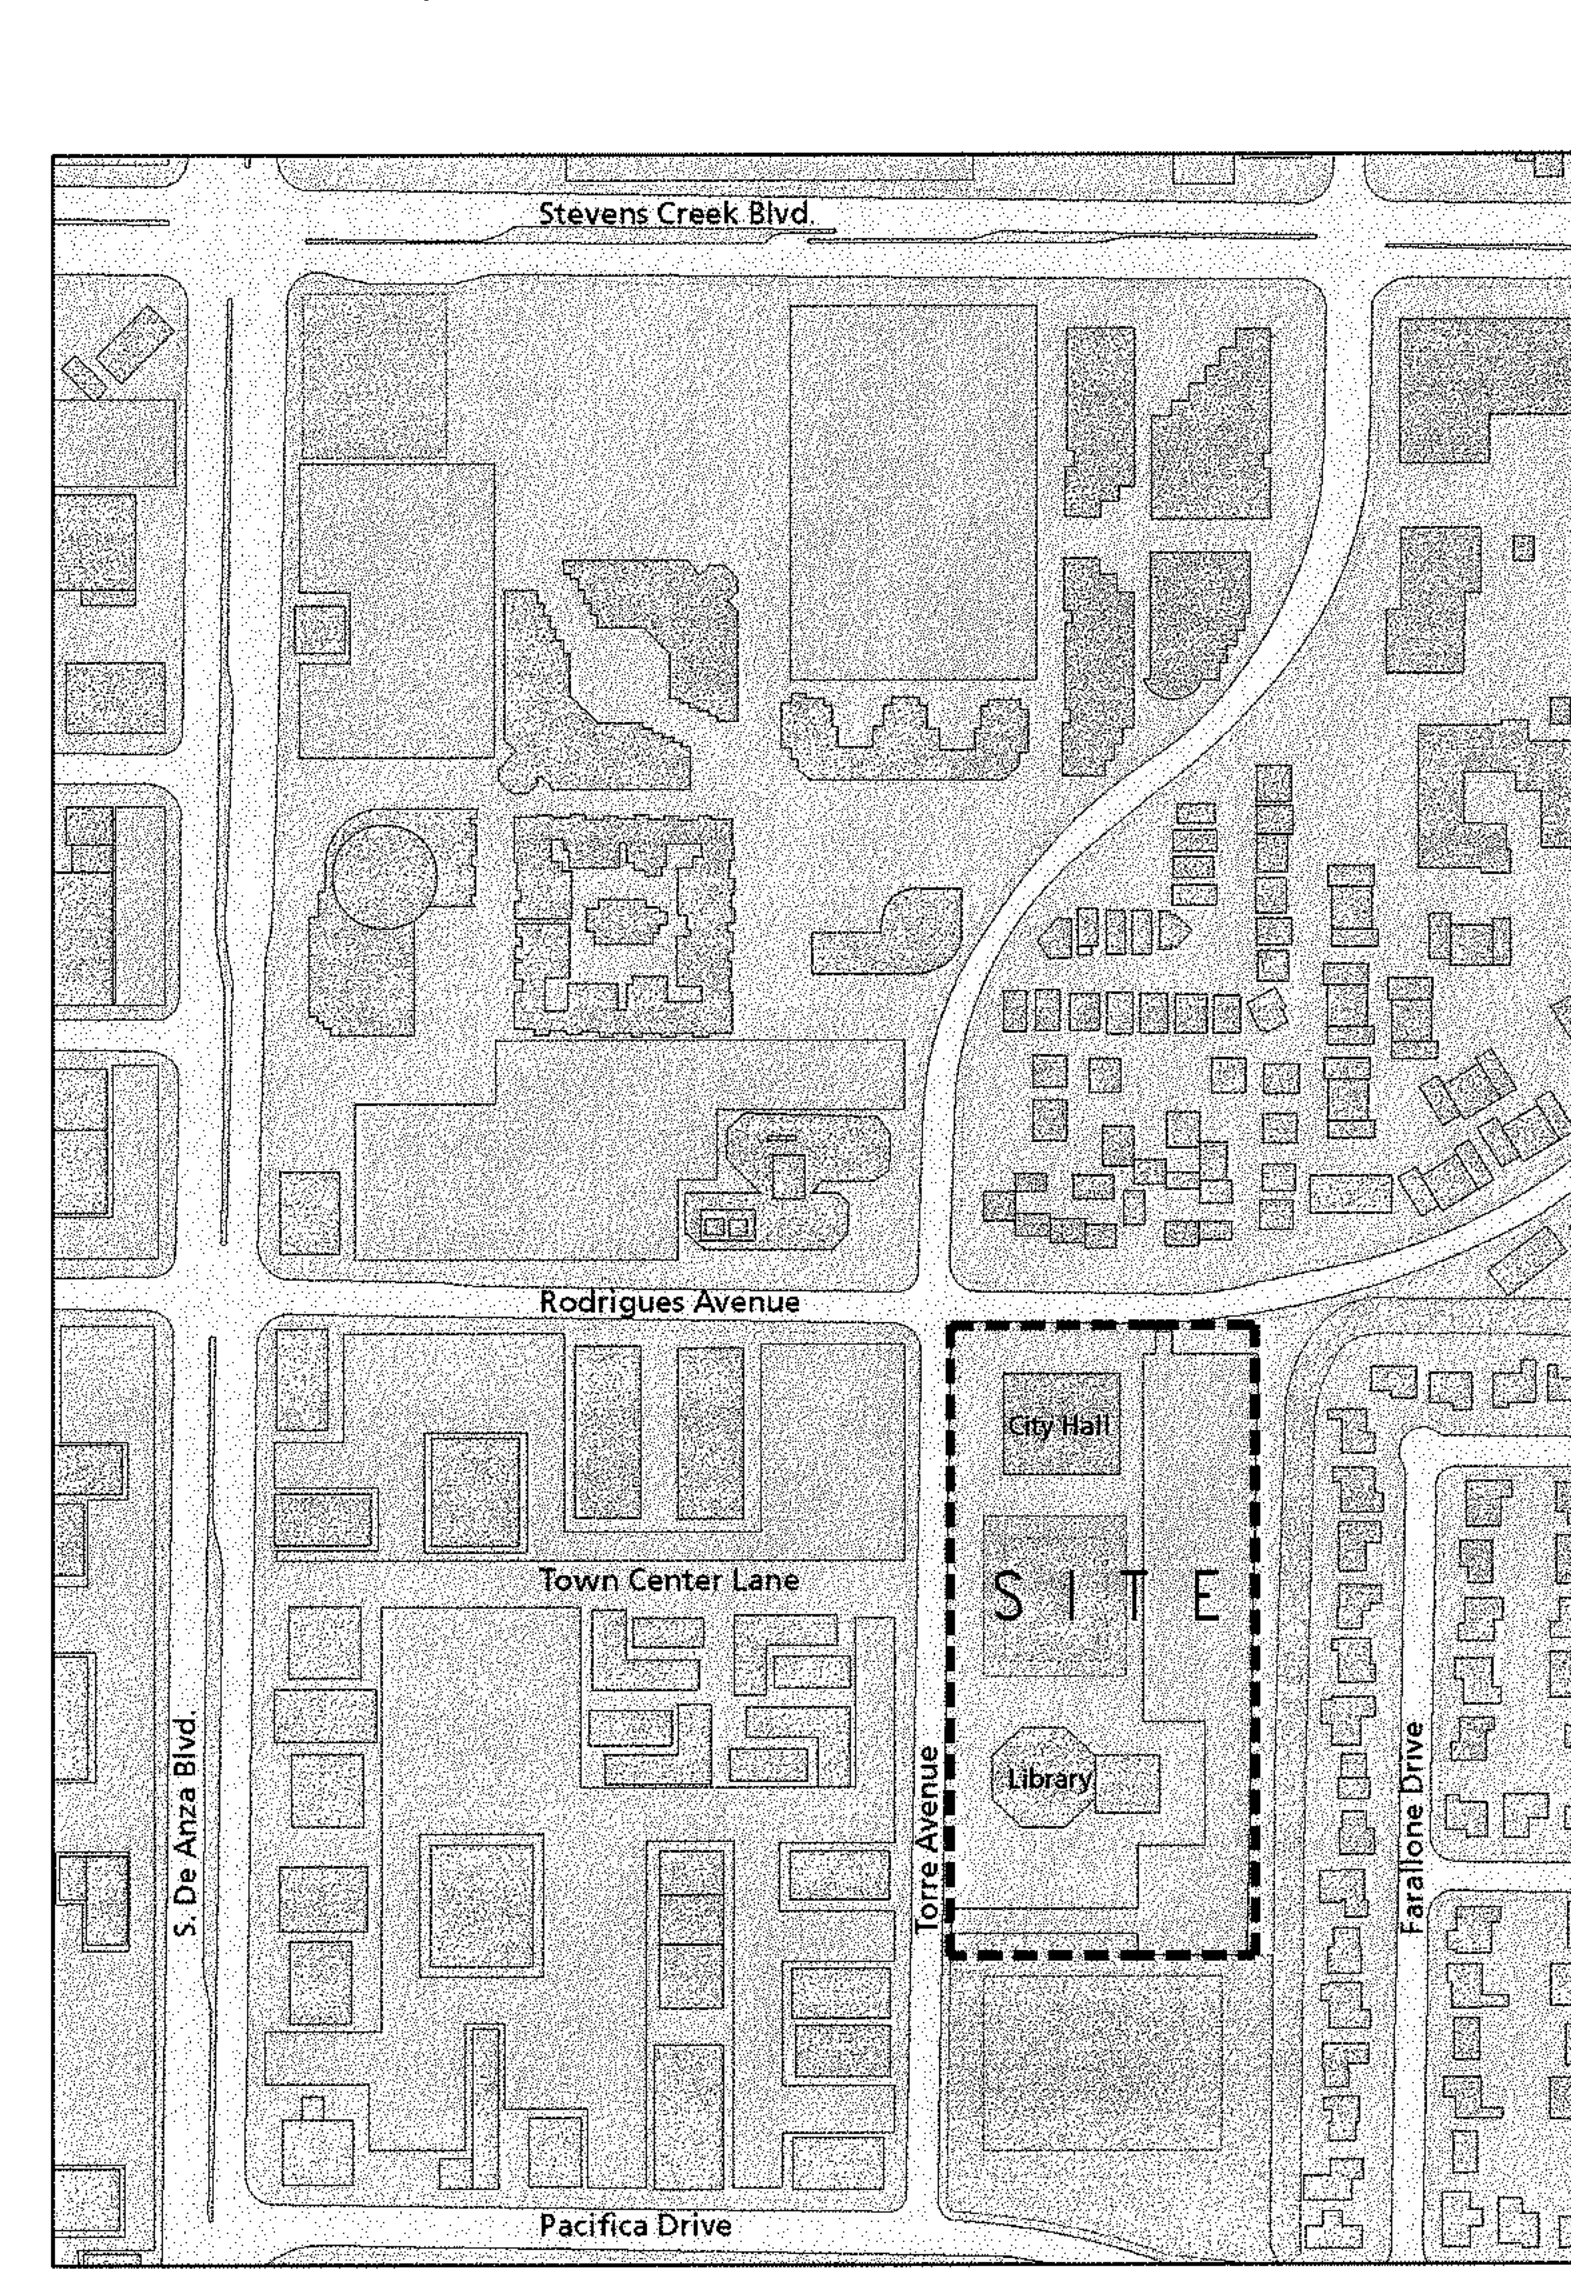 Stevens Creek Blvd.
Rodrigues Avenue
City Hall
Town Center Lane
S I T E
S. De Anza Blvd.
Torre Avenue
Library
Farallone Drive
Pacifica Drive